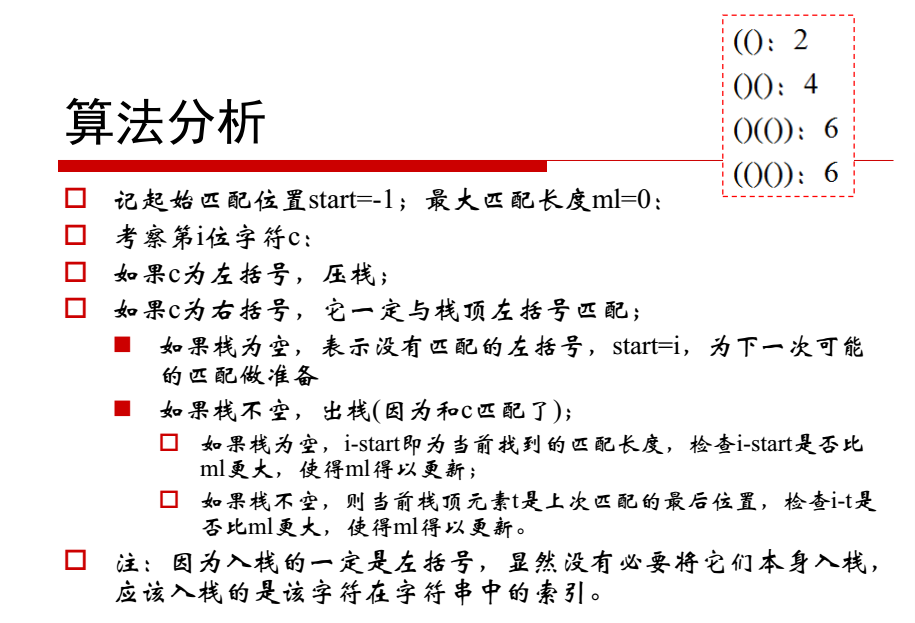 ((): 2
()(): 4
()(()): 6
(()()): 6
算法分析
记起始匹配位置start=-1；最大匹配长度ml=0：
考察第i位字符c：
如果c为左括号，压栈；
如果c为右括号，它一定与栈顶左括号匹配；
如果栈为空，表示没有匹配的左括号，start=i，为下一次可能
的匹配做准备
如果栈不空，出栈(因为和c匹配了)；
如果栈为空，i-start即为当前找到的匹配长度，检查i-start是否比
ml更大，使得ml得以更新；
如果栈不空，则当前栈顶元素t是上次匹配的最后位置，检查i-t是
否比ml更大，使得ml得以更新。
注：因为入栈的一定是左括号，显然没有必要将它们本身入栈，
应该入栈的是该字符在字符串中的索引。